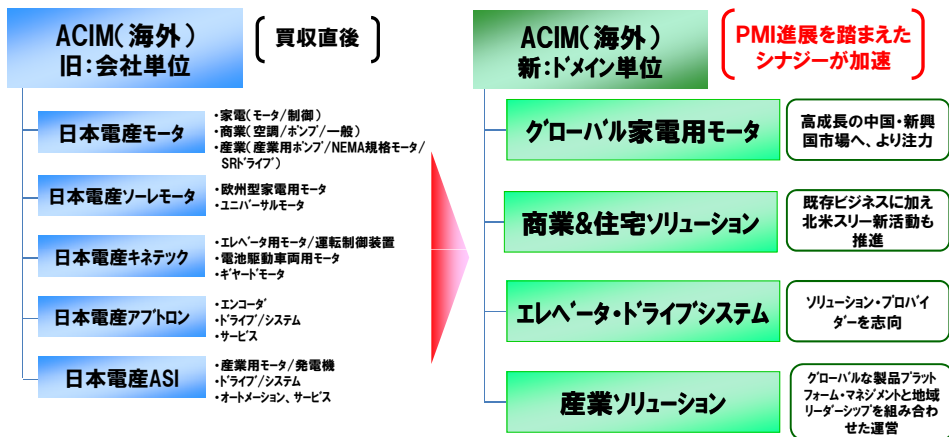 ACIM(海外)
旧:会社単位
買収直後
日本電産モータ
・家電(モータ/制御)
・商業(空調/ポンプ/一般)
・産業(産業用ポンプ/NEMA規格モータ/
SRドライブ)
日本電産ソーレモータ
・欧州型家電用モータ
・ユニバーサルモータ
日本電産キネテック
・エレベータ用モータ/運転制御装置
・電池駆動車両用モータ
・ギヤードモータ
日本電産アプトロン
・エンコーダ
・ドライブ/システム
・サービス
日本電産ASI
・産業用モータ/発電機
・ドライブ/システム
・オートメーション、サービス
ACIM(海外)
新:ドメイン単位
PMI進展を踏まえた
シナジーが加速
グローバル家電用モータ
高成長の中国・新興
国市場へ、より注力
商業&住宅ソリューション
既存ビジネスに加え
北米スリー新活動も
推進
エレベータ・ドライブシステム
ソリューション・プロバイ
ダーを志向
産業ソリューション
グローバルな製品プラット
フォーム・マネジメントと地域
リーダーシップを組み合わ
せた運営